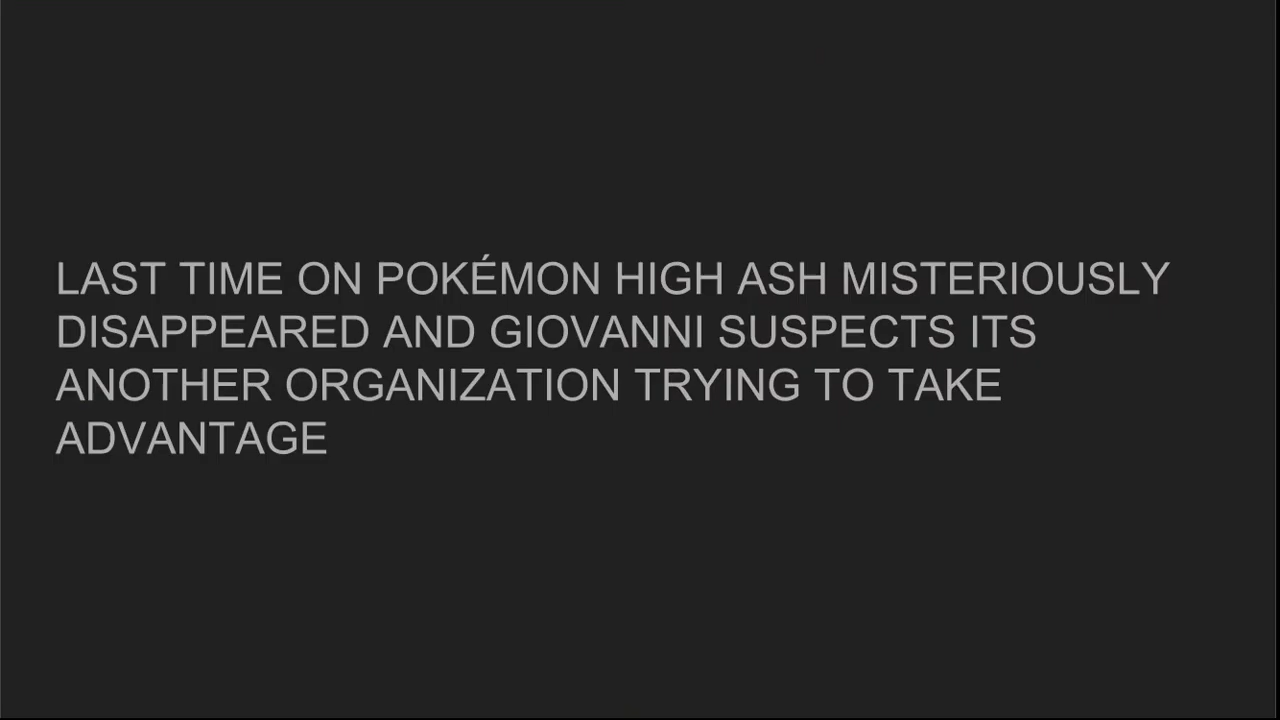 LAST TIME ON POKÉMON HIGH ASH MISTERIOUSLY
DISAPPEARED AND GIOVANNI SUSPECTS ITS
ANOTHER ORGANIZATION TRYING TO TAKE
ADVANTAGE